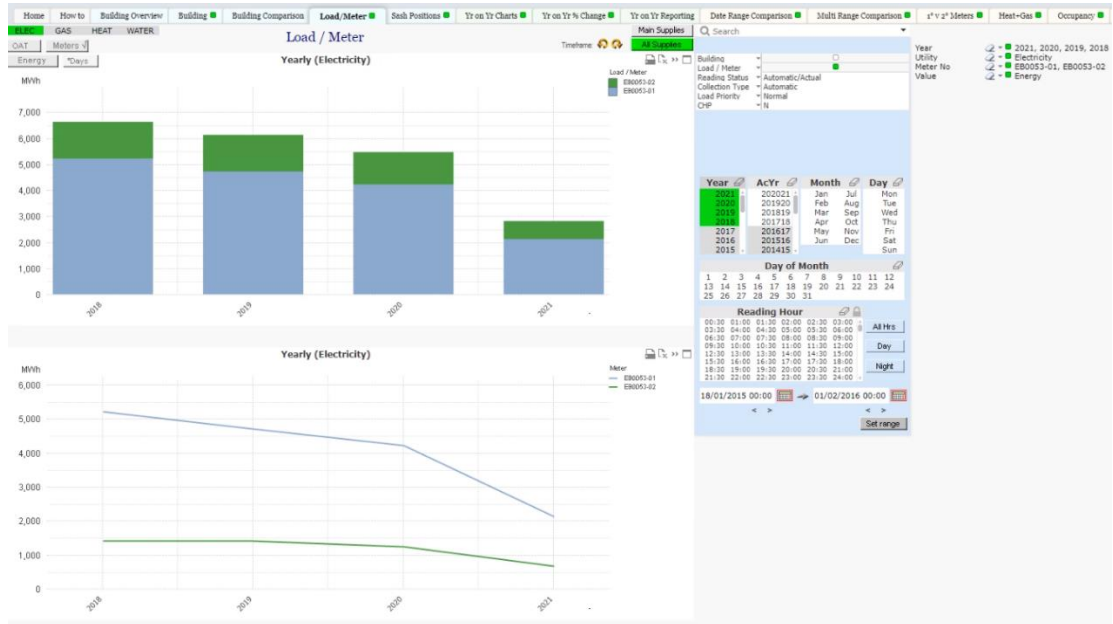 Home How to Building Overview Building Building Comparison Load/Meter Sash Positions Yr on Yr Charts Yr on Yr % Change Yr on Yr Reporting Date Range Comparison Multi Range Comparison 1° v 2° Meters Heat+Gas Occupancy
ELEC GAS HEAT WATER
OAT Meters √
Energy °Days
Load / Meter
Timeframe
Main Supplies
All Supplies
Yearly (Electricity)
MWh
Load / Meter
EB0053-02
EB0053-01
7,000
6,000
5,000
4,000
3,000
2,000
1,000
0
2018 2019 2020 2021 -
Yearly (Electricity)
MWh
Meter
EB0053-01
EB0053-02
6,000
5,000
4,000
3,000
2,000
1,000
0
2018 2019 2020 2021 -
Search
Building
Load / Meter
Reading Status Automatic/Actual
Collection Type Automatic
Load Priority Normal
CHP N
Year AcYr Month Day
2021 202021 Jan Jul Mon
2020 201920 Feb Aug Tue
2019 201819 Mar Sep Wed
2018 201718 Apr Oct Thu
2017 201617 May Nov Fri
2016 201516 Jun Dec Sat
2015 201415 Sun
Day of Month
1 2 3 4 5 6 7 8 9 10 11 12
13 14 15 16 17 18 19 20 21 22 23 24
25 26 27 28 29 30 31
Reading Hour
00:30 01:00 01:30 02:00 02:30 03:00
03:30 04:00 04:30 05:00 05:30 06:00
06:30 07:00 07:30 08:00 08:30 09:00
09:30 10:00 10:30 11:00 11:30 12:00
12:30 13:00 13:30 14:00 14:30 15:00
15:30 16:00 16:30 17:00 17:30 18:00
18:30 19:00 19:30 20:00 20:30 21:00
21:30 22:00 22:30 23:00 23:30 24:00
All Hrs
Day
Night
18/01/2015 00:00 01/02/2016 00:00
< > < >
Set range
Year 2021, 2020, 2019, 2018
Utility Electricity
Meter No EB0053-01, EB0053-02
Value Energy